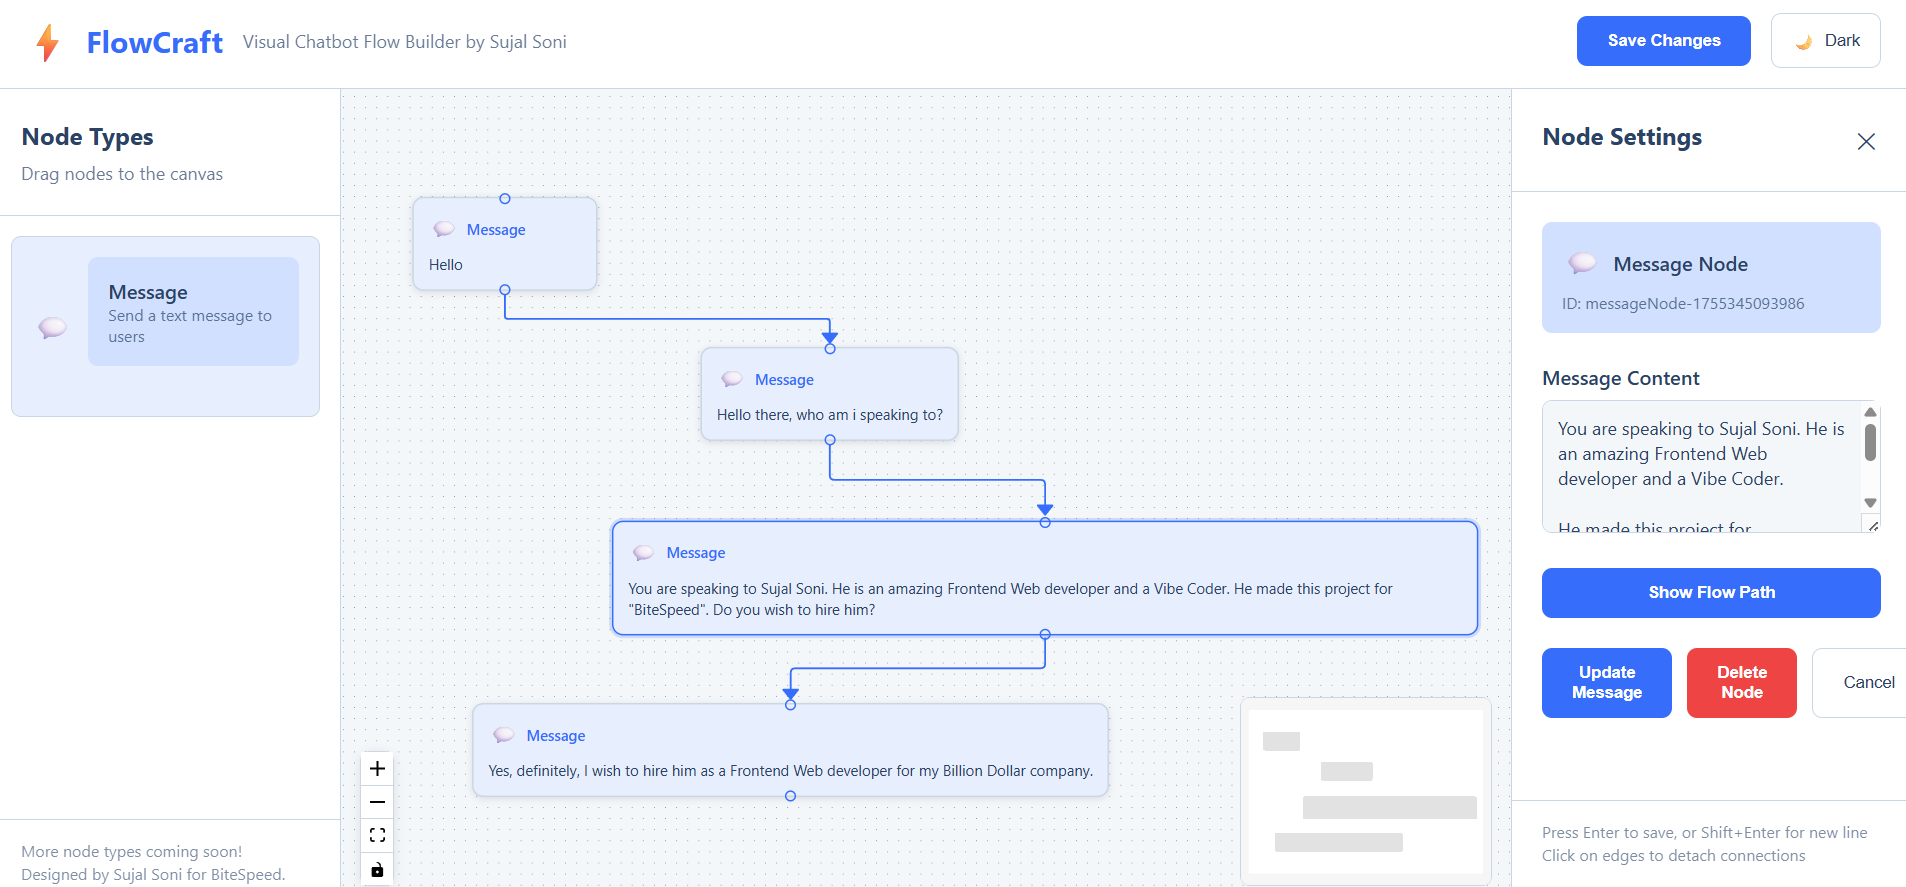 FlowCraft
Visual Chatbot Flow Builder by Sujal Soni
Save Changes
Dark
Node Types
Drag nodes to the canvas
Message
Send a text message to
users
More node types coming soon!
Designed by Sujal Soni for BiteSpeed.
Message
Hello
Message
Hello there, who am i speaking to?
Message
You are speaking to Sujal Soni. He is an amazing Frontend Web developer and a Vibe Coder. He made this project for
"BiteSpeed". Do you wish to hire him?
Message
Yes, definitely, I wish to hire him as a Frontend Web developer for my Billion Dollar company.
Node Settings
Message Node
ID: messageNode-1755345093986
Message Content
You are speaking to Sujal Soni. He is
an amazing Frontend Web
developer and a Vibe Coder.
He made this project for
Show Flow Path
Update
Message
Delete
Node
Cancel
Press Enter to save, or Shift+Enter for new line
Click on edges to detach connections